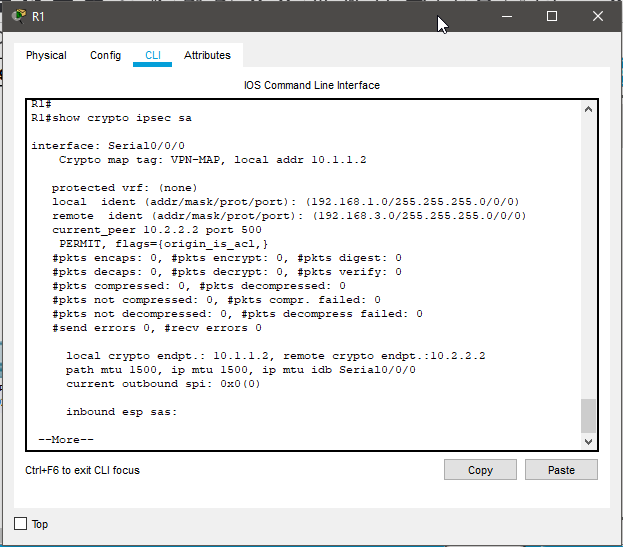 R1
Physical Config CLI Attributes
IOS Command Line Interface
R1#
R1#show crypto ipsec sa
interface: Serial0/0/0
Crypto map tag: VPN-MAP, local addr 10.1.1.2
protected vrf: (none)
local ident (addr/mask/prot/port): (192.168.1.0/255.255.255.0/0/0)
remote ident (addr/mask/prot/port): (192.168.3.0/255.255.255.0/0/0)
current_peer 10.2.2.2 port 500
PERMIT, flags={origin_is_acl,}
#pkts encaps: 0, #pkts encrypt: 0, #pkts digest: 0
#pkts decaps: 0, #pkts decrypt: 0, #pkts verify: 0
#pkts compressed: 0, #pkts decompressed: 0
#pkts not compressed: 0, #pkts compr. failed: 0
#pkts not decompressed: 0, #pkts decompress failed: 0
#send errors 0, #recv errors 0
local crypto endpt.: 10.1.1.2, remote crypto endpt.:10.2.2.2
path mtu 1500, ip mtu 1500, ip mtu idb Serial0/0/0
current outbound spi: 0x0(0)
inbound esp sas:
--More--
Ctrl+F6 to exit CLI focus
Copy Paste
Top